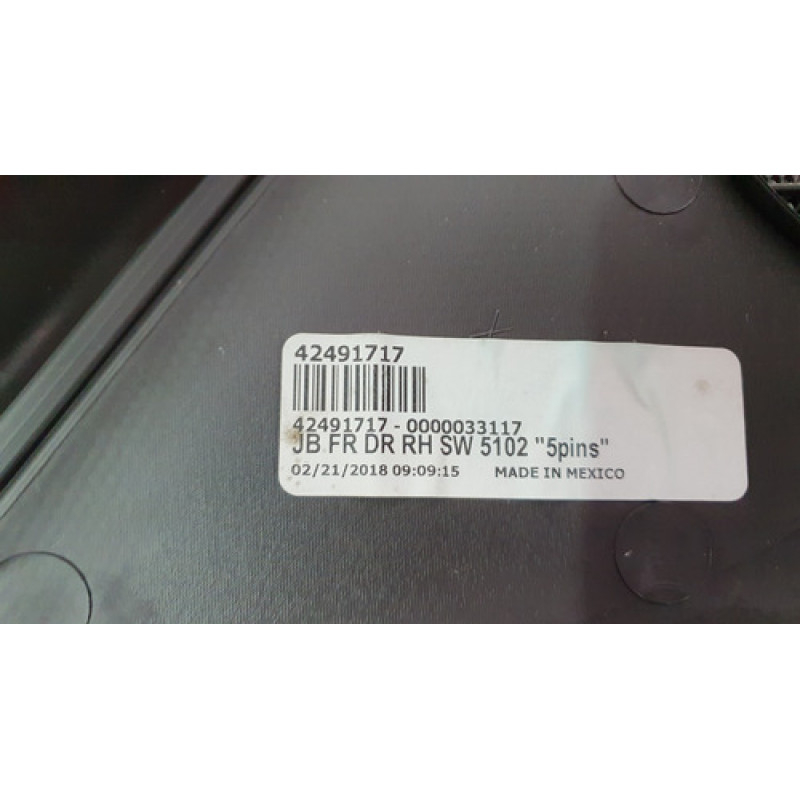 42491717
42491717 - 0000033117
JB FR DR RH SW 5102 "5pins"
02/21/2018 09:09:15 MADE IN MEXICO